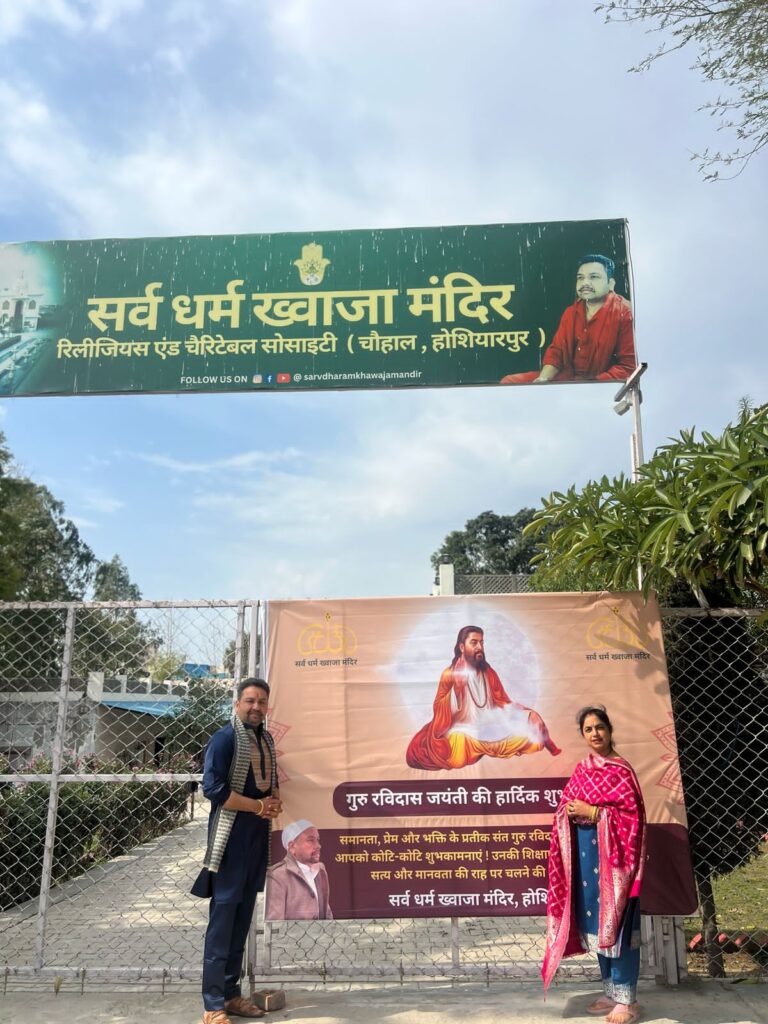 सर्व धर्म ख्वाजा मंदिर
रिलीजियस एंड चैरिटेबल सोसाइटी ( चौहाल , होशियारपुर )
FOLLOW US ON @ sarvdharamkhawajamandir
सर्व धर्म ख्वाजा मंदिर
सर्व धर्म ख्वाजा मंदिर
गुरु रविदास जयंती की हार्दिक
समानता, प्रेम और भक्ति के प्रतीक संत गुरु
आपको कोटि-कोटि शुभकामनाएं ! उनकी
सत्य और मानवता की राह पर चलने की
सर्व धर्म ख्वाजा मंदिर,